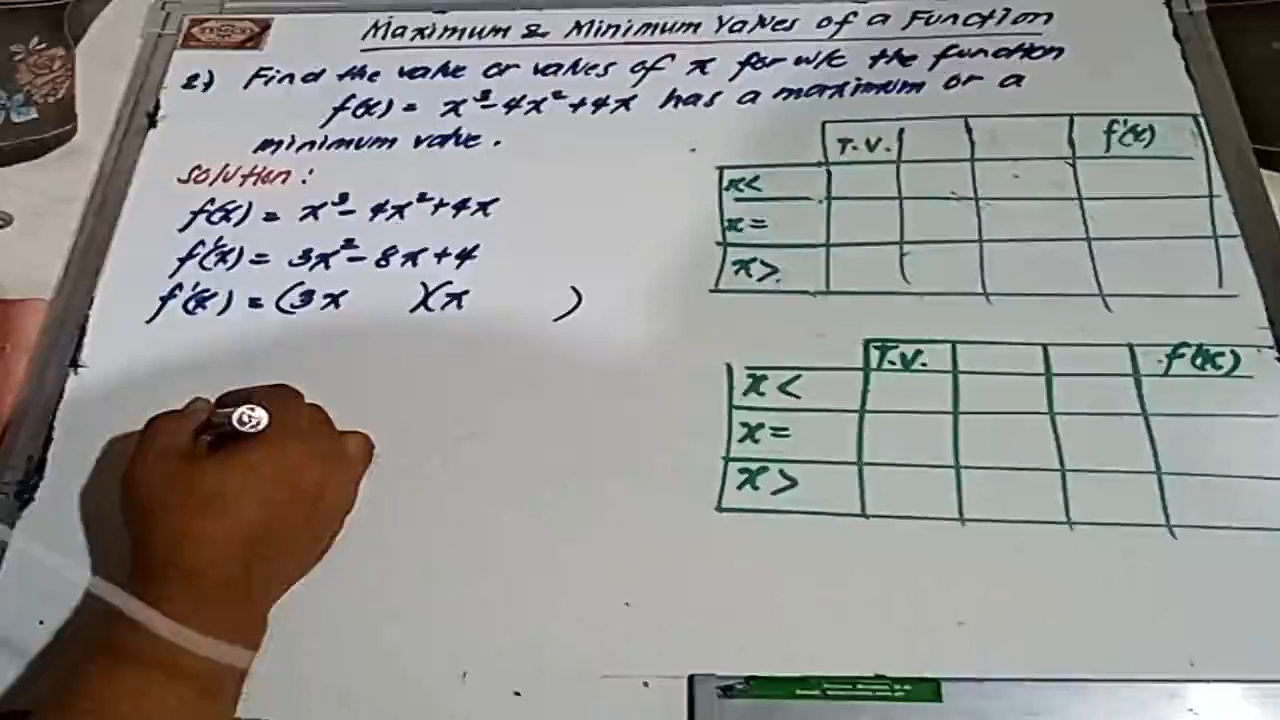 Maximum & Minimum Values of a Function
2) Find the value or values of x for w/c the function
f(x) = x³ - 4x² + 4x has a maximum or a
minimum value.
Solution:
f(x) = x³ - 4x² + 4x
f'(x) = 3x² - 8x + 4
f'(x) = (3x )(x )
T.V. f'(x)
x<
x=
x>
T.V. f'(x)
x<
x=
x>